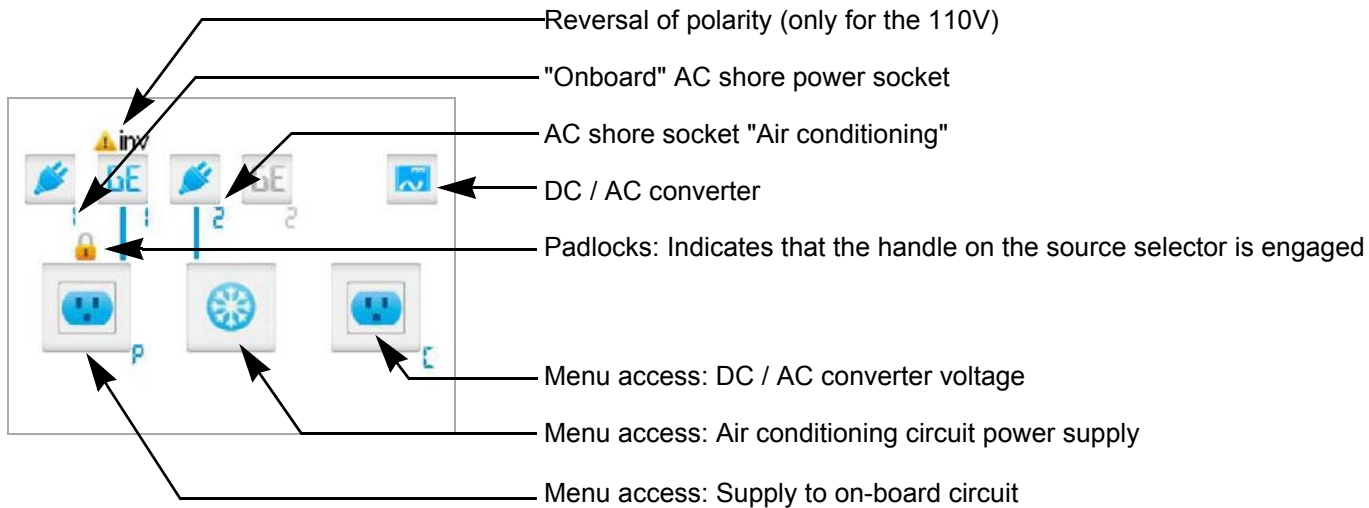 Reversal of polarity (only for the 110V)
"Onboard" AC shore power socket
AC shore socket "Air conditioning"
DC / AC converter
Padlocks: Indicates that the handle on the source selector is engaged
Menu access: DC / AC converter voltage
Menu access: Air conditioning circuit power supply
Menu access: Supply to on-board circuit
inv
GE GE
1 1 2 2
P C